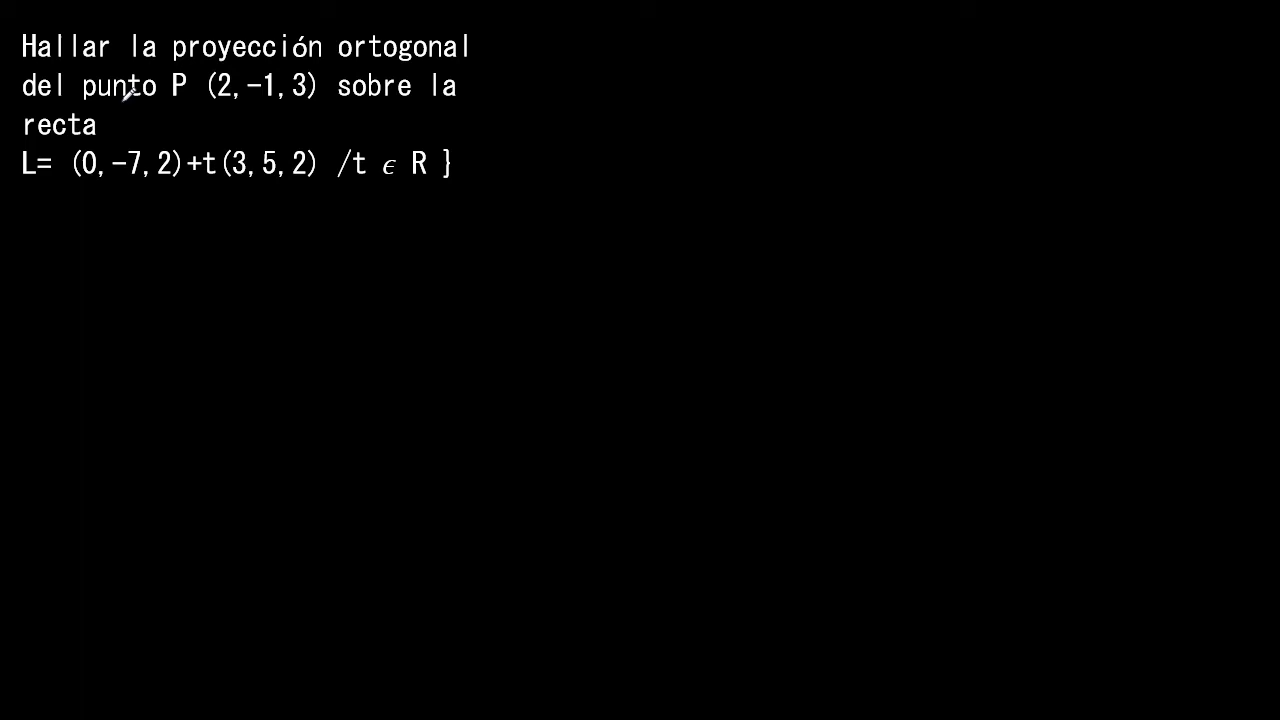 Hallar la proyección ortogonal
del punto P (2,-1,3) sobre la
recta
L= (0,-7,2)+t(3,5,2) /t ϵ R }